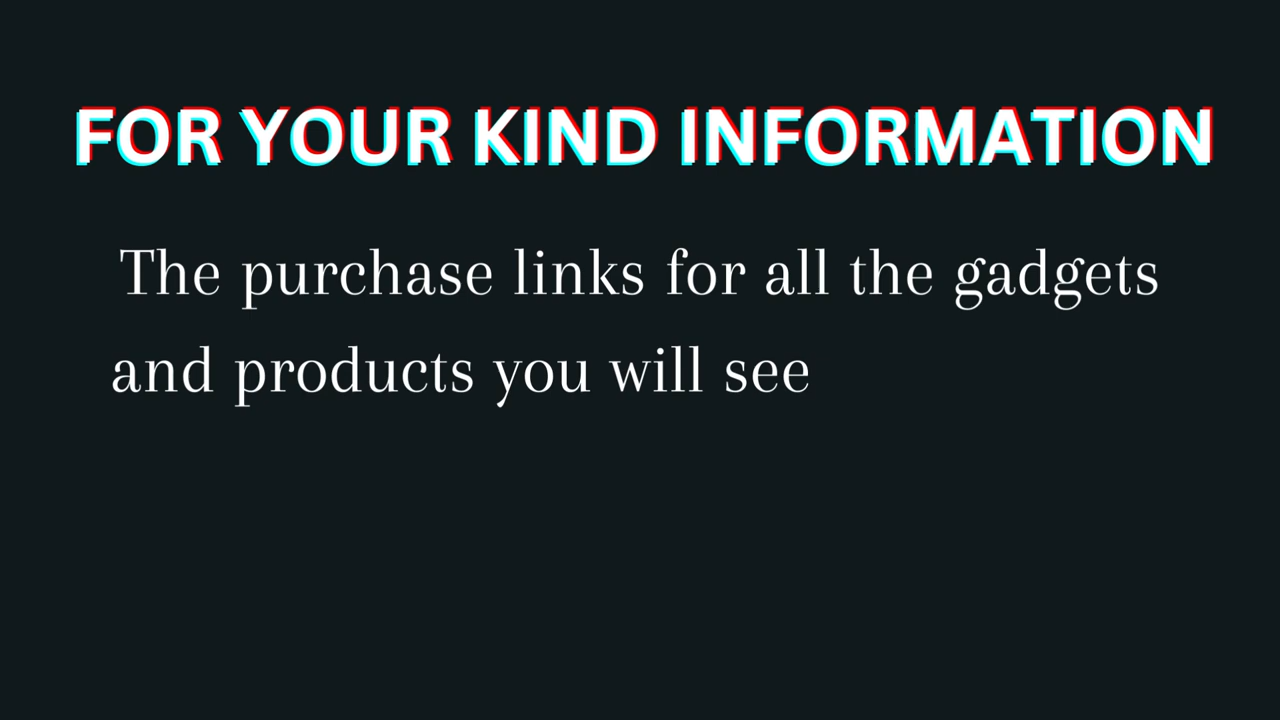 FOR YOUR KIND INFORMATION
The purchase links for all the gadgets
and products you will see